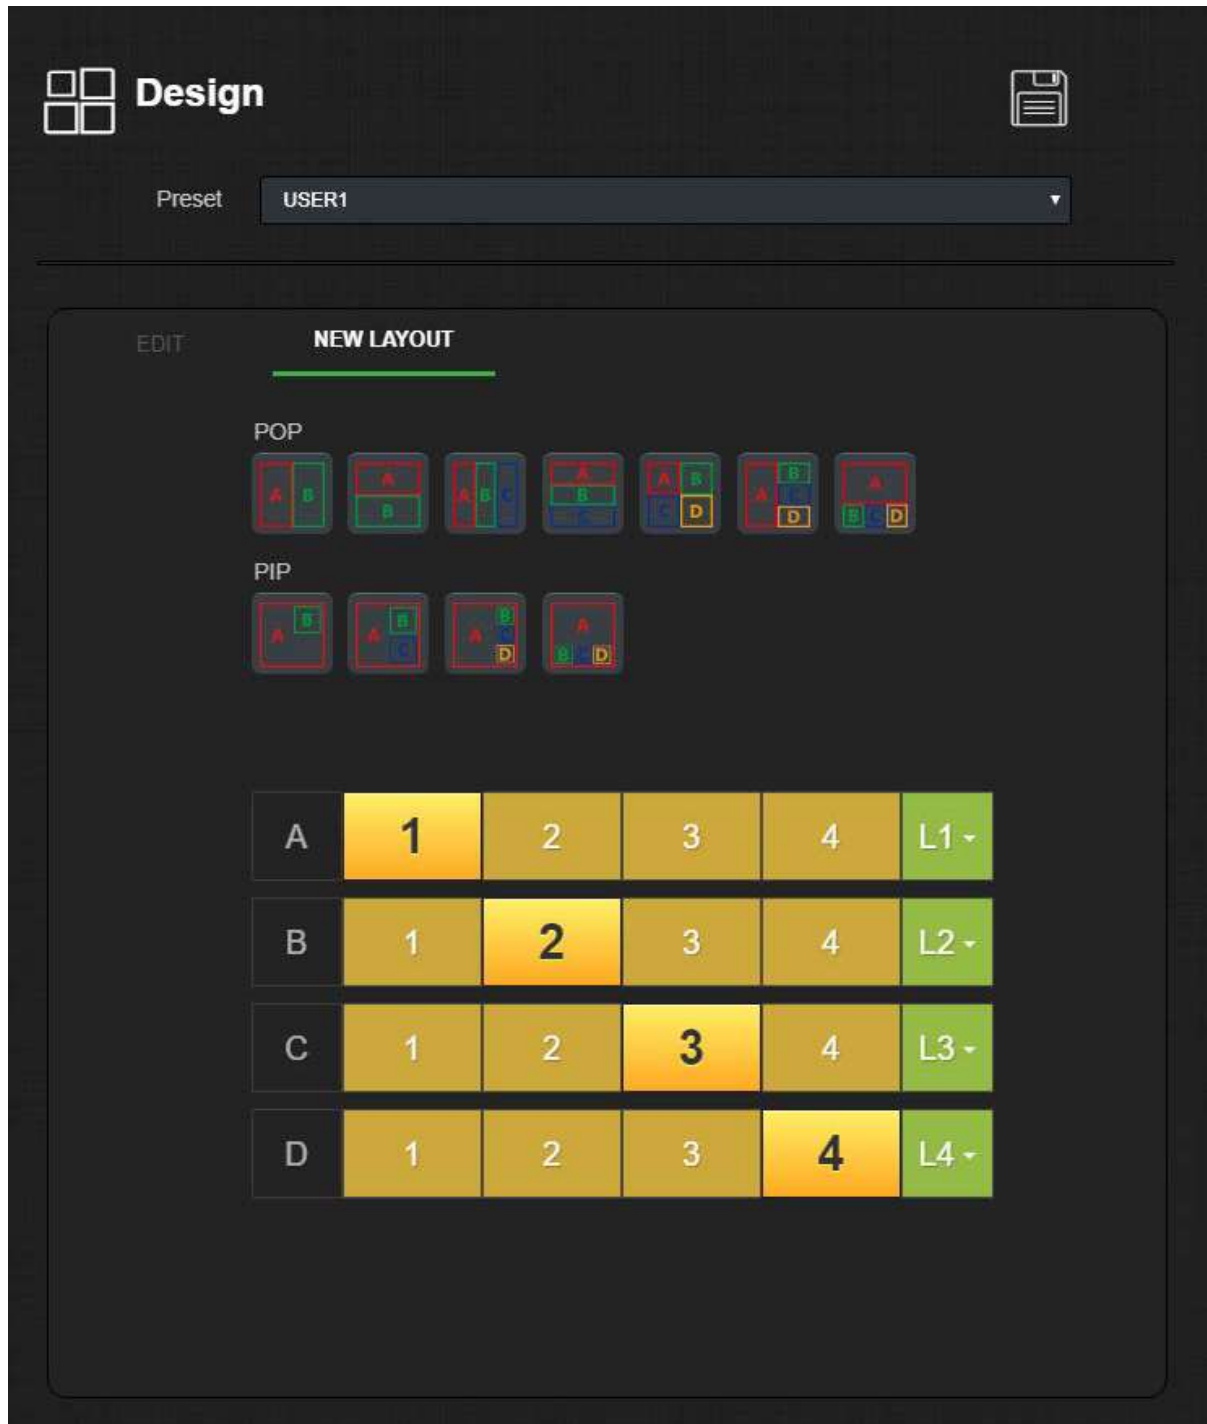 Design
Preset USER1
EDIT NEW LAYOUT
POP
A B A B A B C A B C A B C D A B C D A B C D
PIP
A B A B C A B C D A B C D
A 1 2 3 4 L1
B 1 2 3 4 L2
C 1 2 3 4 L3
D 1 2 3 4 L4